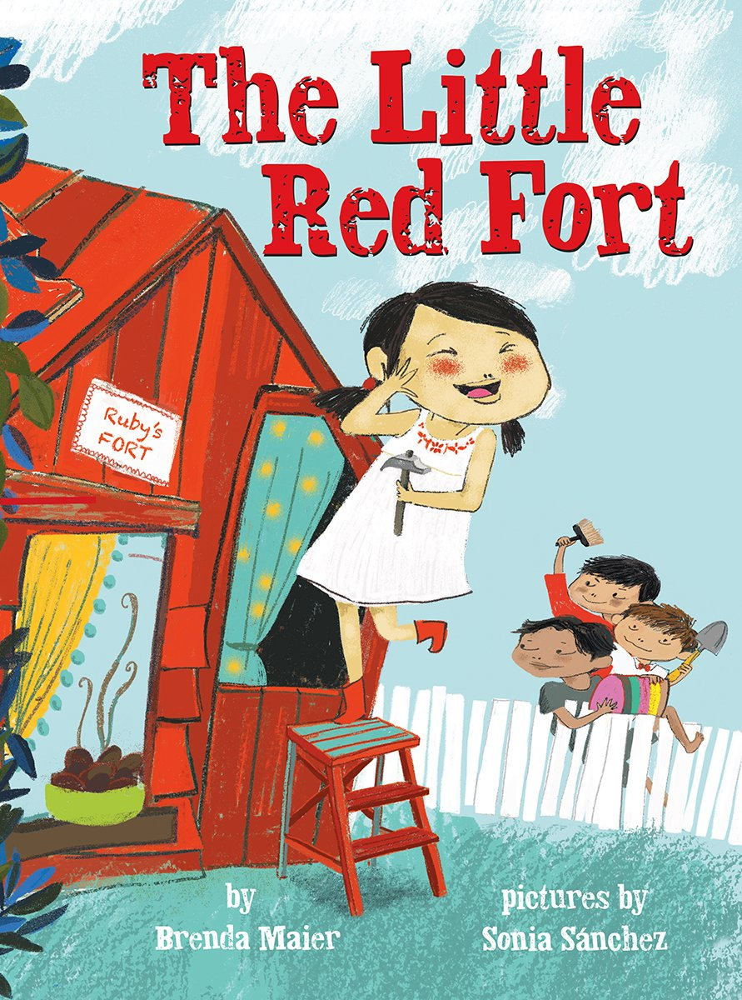 The Little
Red Fort
Ruby's
FORT
by
Brenda Maier
pictures by
Sonia Sánchez